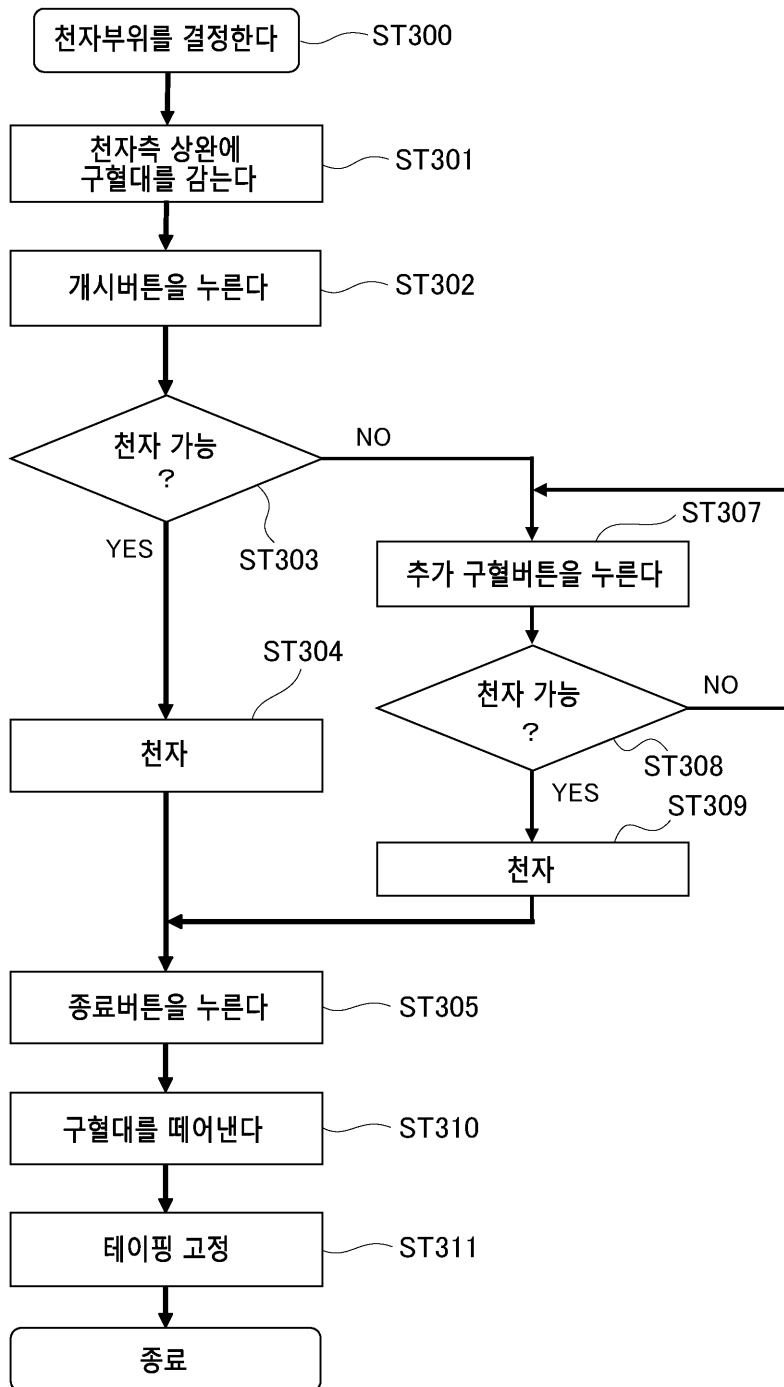 천자부위를 결정한다
ST300
천자측 상완에
구혈대를 감는다
ST301
개시버튼을 누른다
ST302
천자 가능
?
NO
YES
ST303
ST307
추가 구혈버튼을 누른다
ST304
천자
천자 가능
?
NO
ST308
YES
ST309
천자
종료버튼을 누른다
ST305
구혈대를 떼어낸다
ST310
테이핑 고정
ST311
종료